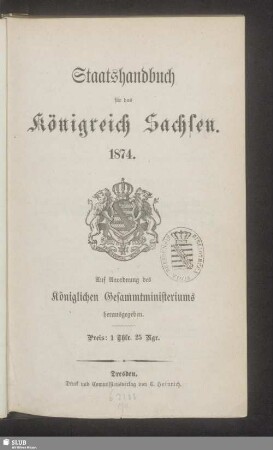 Staatshandbuch
für das
Königreich Sachsen.
1874.
Auf Anordnung des
Königlichen Gesammtministeriums
herausgegeben.
Preis: 1 Thlr. 25 Ngr.
Dresden,
Druck und Commissionsverlag von C. Heinrich.
SLUB